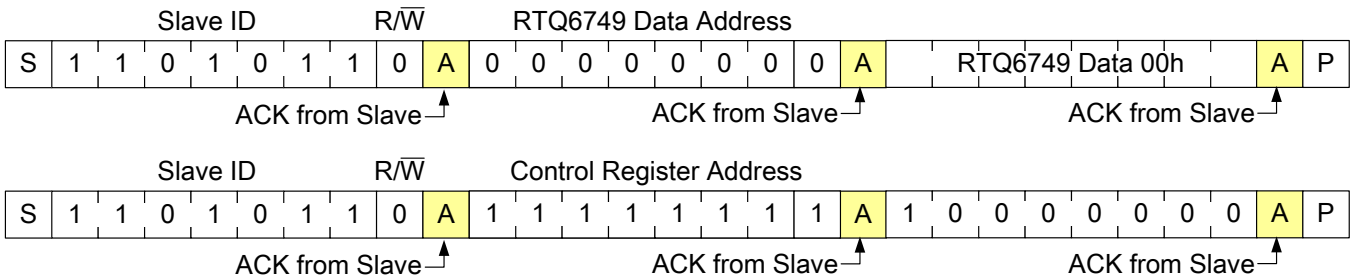 Slave ID R/W̅ RTQ6749 Data Address
S 1 1 0 1 0 1 1 0 A 0 0 0 0 0 0 0 0 A RTQ6749 Data 00h A P
ACK from Slave ACK from Slave ACK from Slave
Slave ID R/W̅ Control Register Address
S 1 1 0 1 0 1 1 0 A 1 1 1 1 1 1 1 1 A 1 0 0 0 0 0 0 0 A P
ACK from Slave ACK from Slave ACK from Slave